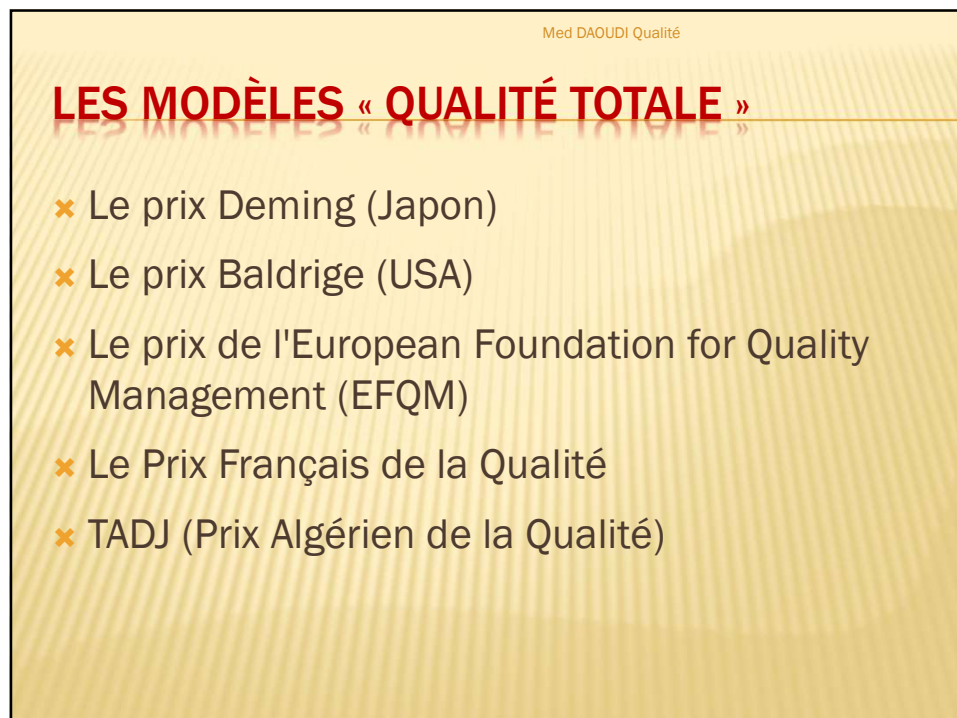 Med DAOUDI Qualité
LES MODÈLES « QUALITÉ TOTALE »
Le prix Deming (Japon)
Le prix Baldrige (USA)
Le prix de l'European Foundation for Quality
Management (EFQM)
Le Prix Français de la Qualité
TADJ (Prix Algérien de la Qualité)